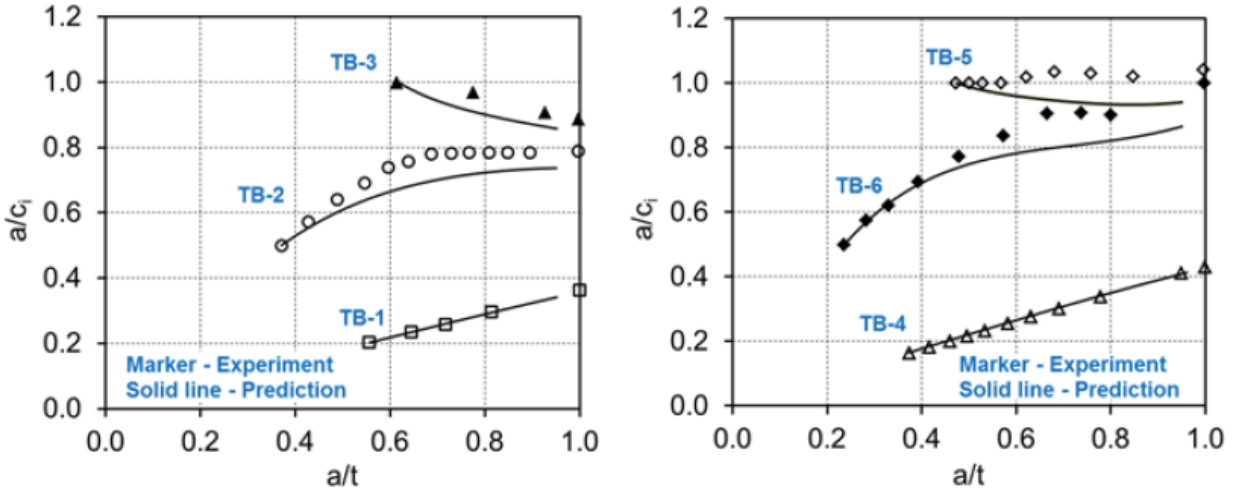 1.2
1.0
0.8
0.6
0.4
0.2
0.0
a/cᵢ
TB-3
TB-2
TB-1
Marker - Experiment
Solid line - Prediction
0.0 0.2 0.4 0.6 0.8 1.0
a/t
1.2
1.0
0.8
0.6
0.4
0.2
0.0
a/cᵢ
TB-5
TB-6
TB-4
Marker - Experiment
Solid line - Prediction
0.0 0.2 0.4 0.6 0.8 1.0
a/t